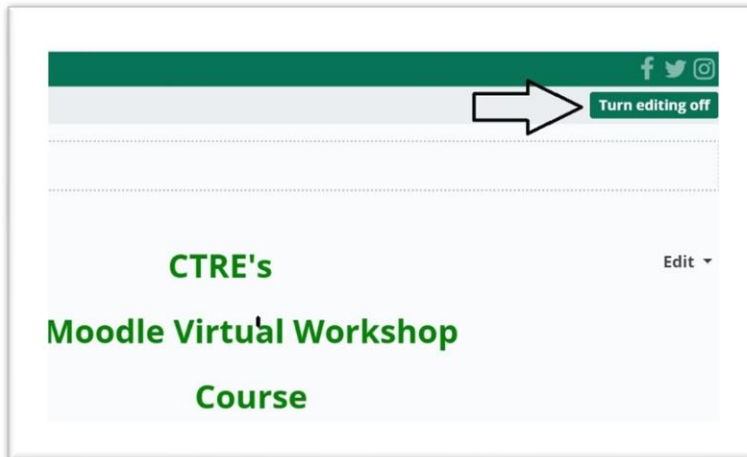 Turn editing off
Edit
CTRE's
Moodle Virtual Workshop
Course